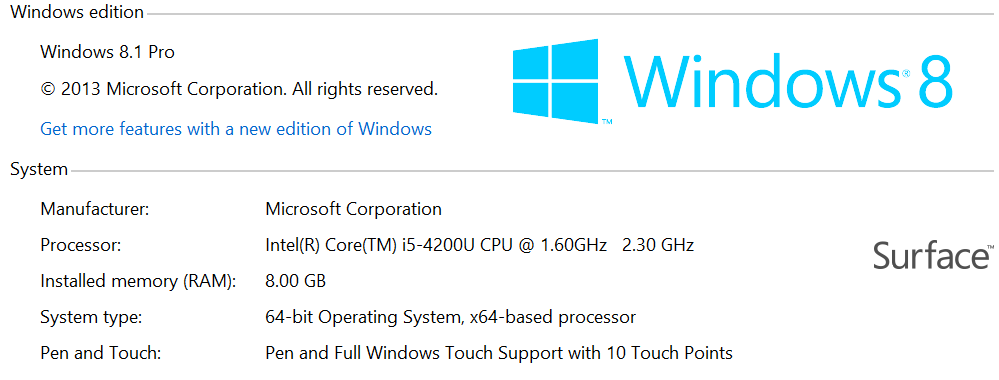 Windows edition
Windows 8.1 Pro
© 2013 Microsoft Corporation. All rights reserved.
Get more features with a new edition of Windows
™ Windows® 8
System
Manufacturer: Microsoft Corporation
Processor: Intel(R) Core(TM) i5-4200U CPU @ 1.60GHz 2.30 GHz
Surface™
Installed memory (RAM): 8.00 GB
System type: 64-bit Operating System, x64-based processor
Pen and Touch: Pen and Full Windows Touch Support with 10 Touch Points